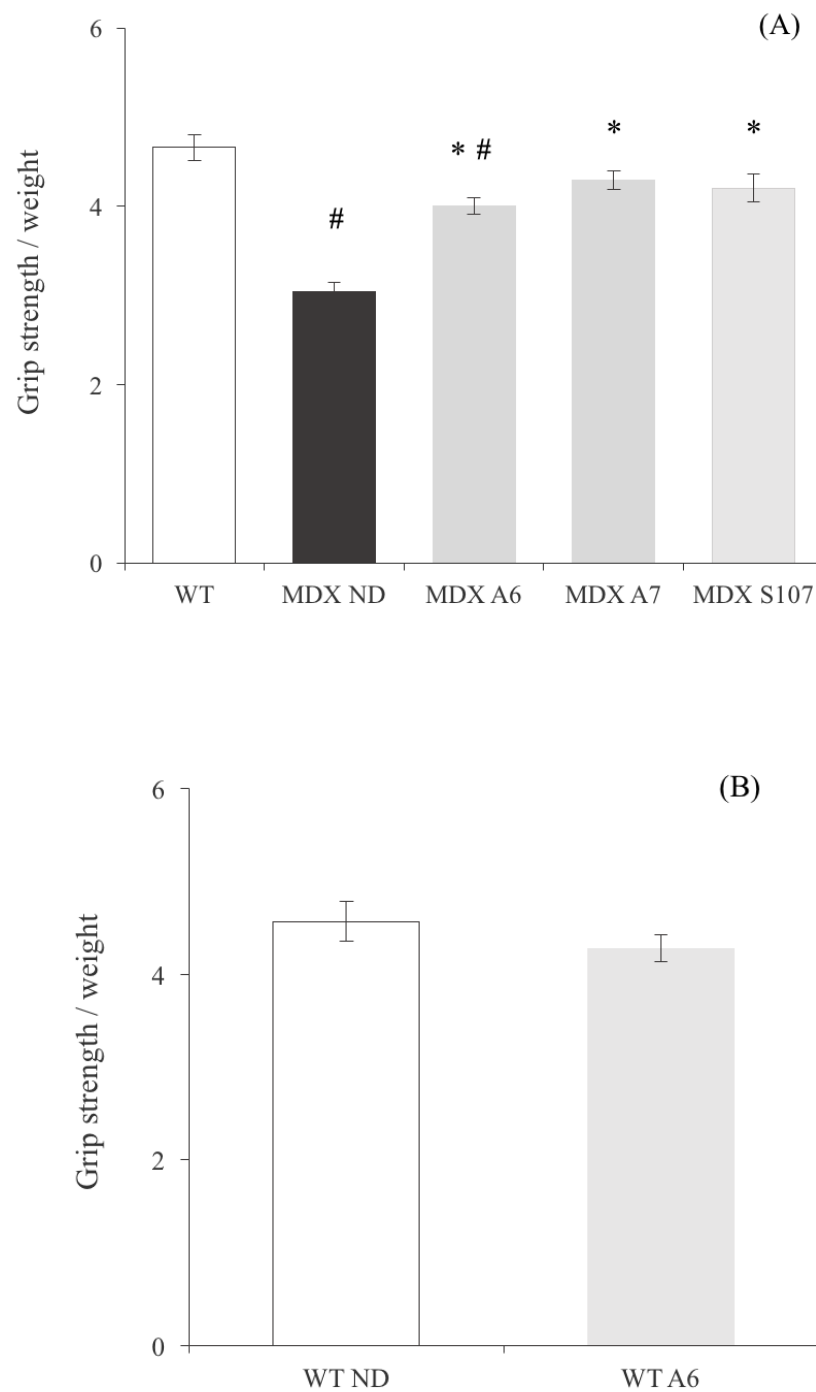 (A)
6
4
2
0
Grip strength / weight
#
* #
*
*
WT
MDX ND
MDX A6
MDX A7
MDX S107
(B)
6
4
2
0
Grip strength / weight
WT ND
WT A6